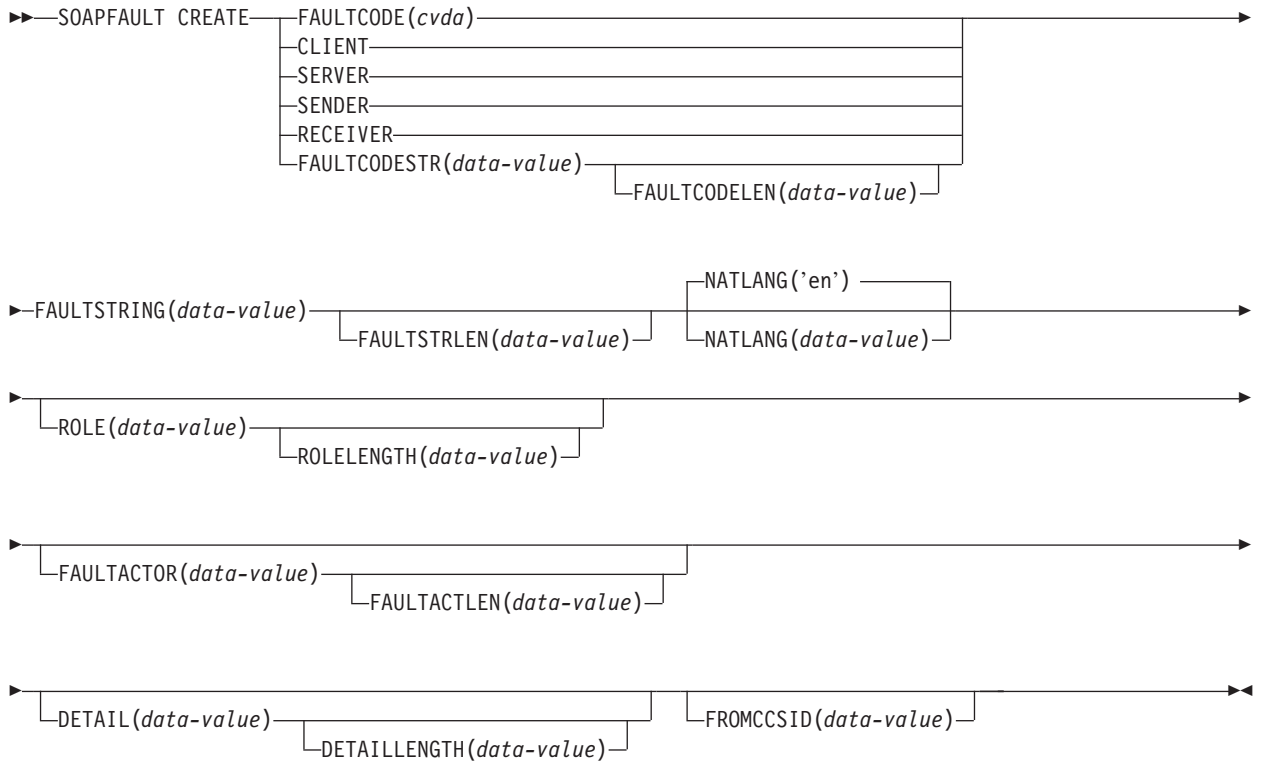 SOAPFAULT CREATE FAULTCODE(cvda)
CLIENT
SERVER
SENDER
RECEIVER
FAULTCODESTR(data-value)
FAULTCODELEN(data-value)
NATLANG('en')
FAULTSTRING(data-value)
FAULTSTRLEN(data-value) NATLANG(data-value)
ROLE(data-value)
ROLELENGTH(data-value)
FAULTACTOR(data-value)
FAULTACTLEN(data-value)
DETAIL(data-value) FROMCCSID(data-value)
DETAILLENGTH(data-value)